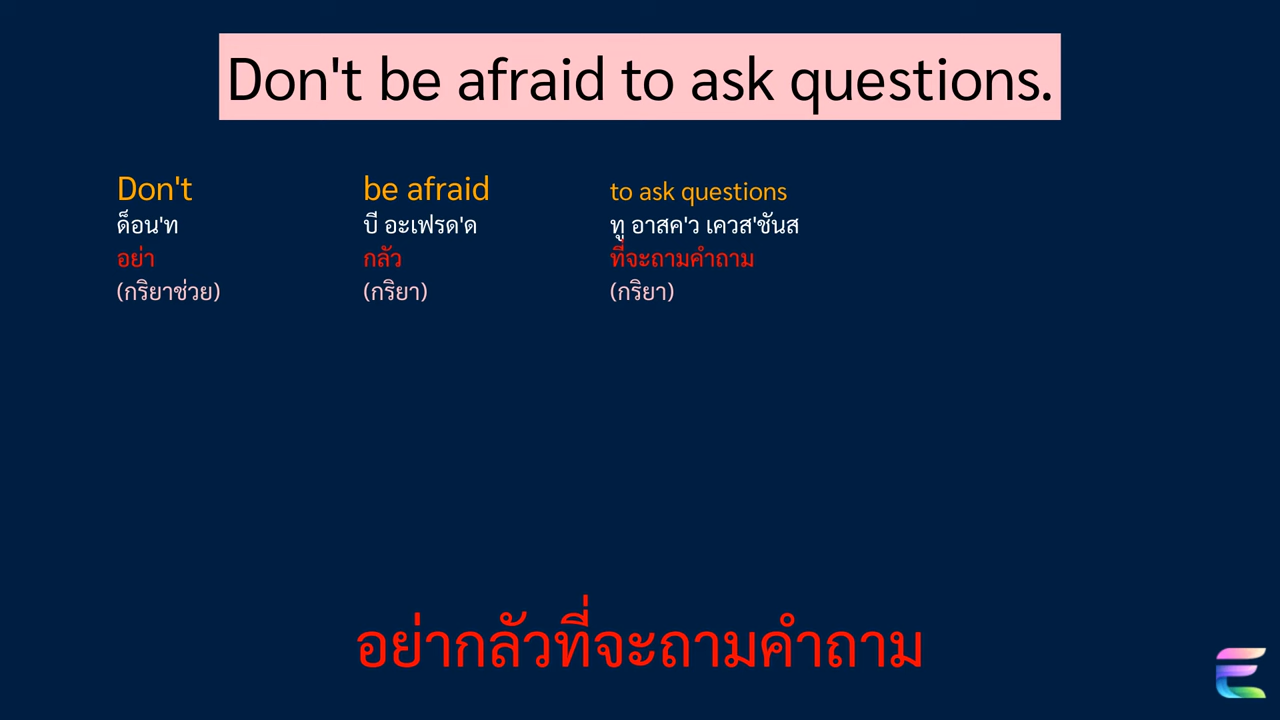 Don't be afraid to ask questions.
Don't
ด็อน'ท
อย่า
(กริยาช่วย)
be afraid
บี อะเฟรด'ด
กลัว
(กริยา)
to ask questions
ทู อาสค'ว เควส'ชันส
ที่จะถามคำถาม
(กริยา)
อย่ากลัวที่จะถามคำถาม